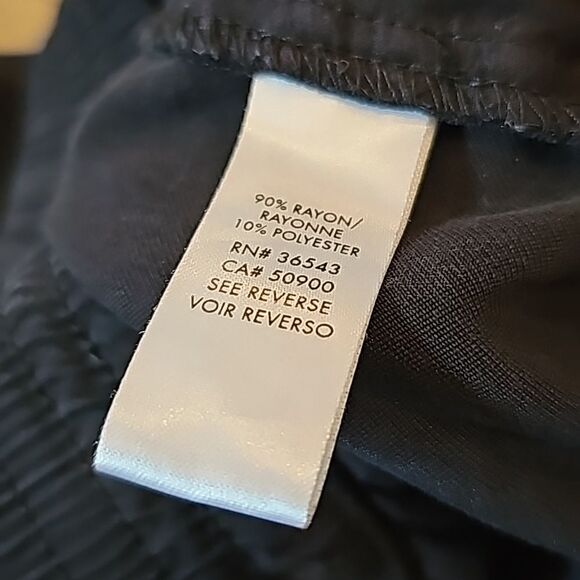 90% RAYON/
RAYONNE
10% POLYESTER
RN# 36543
CA# 50900
SEE REVERSE
VOIR REVERSO